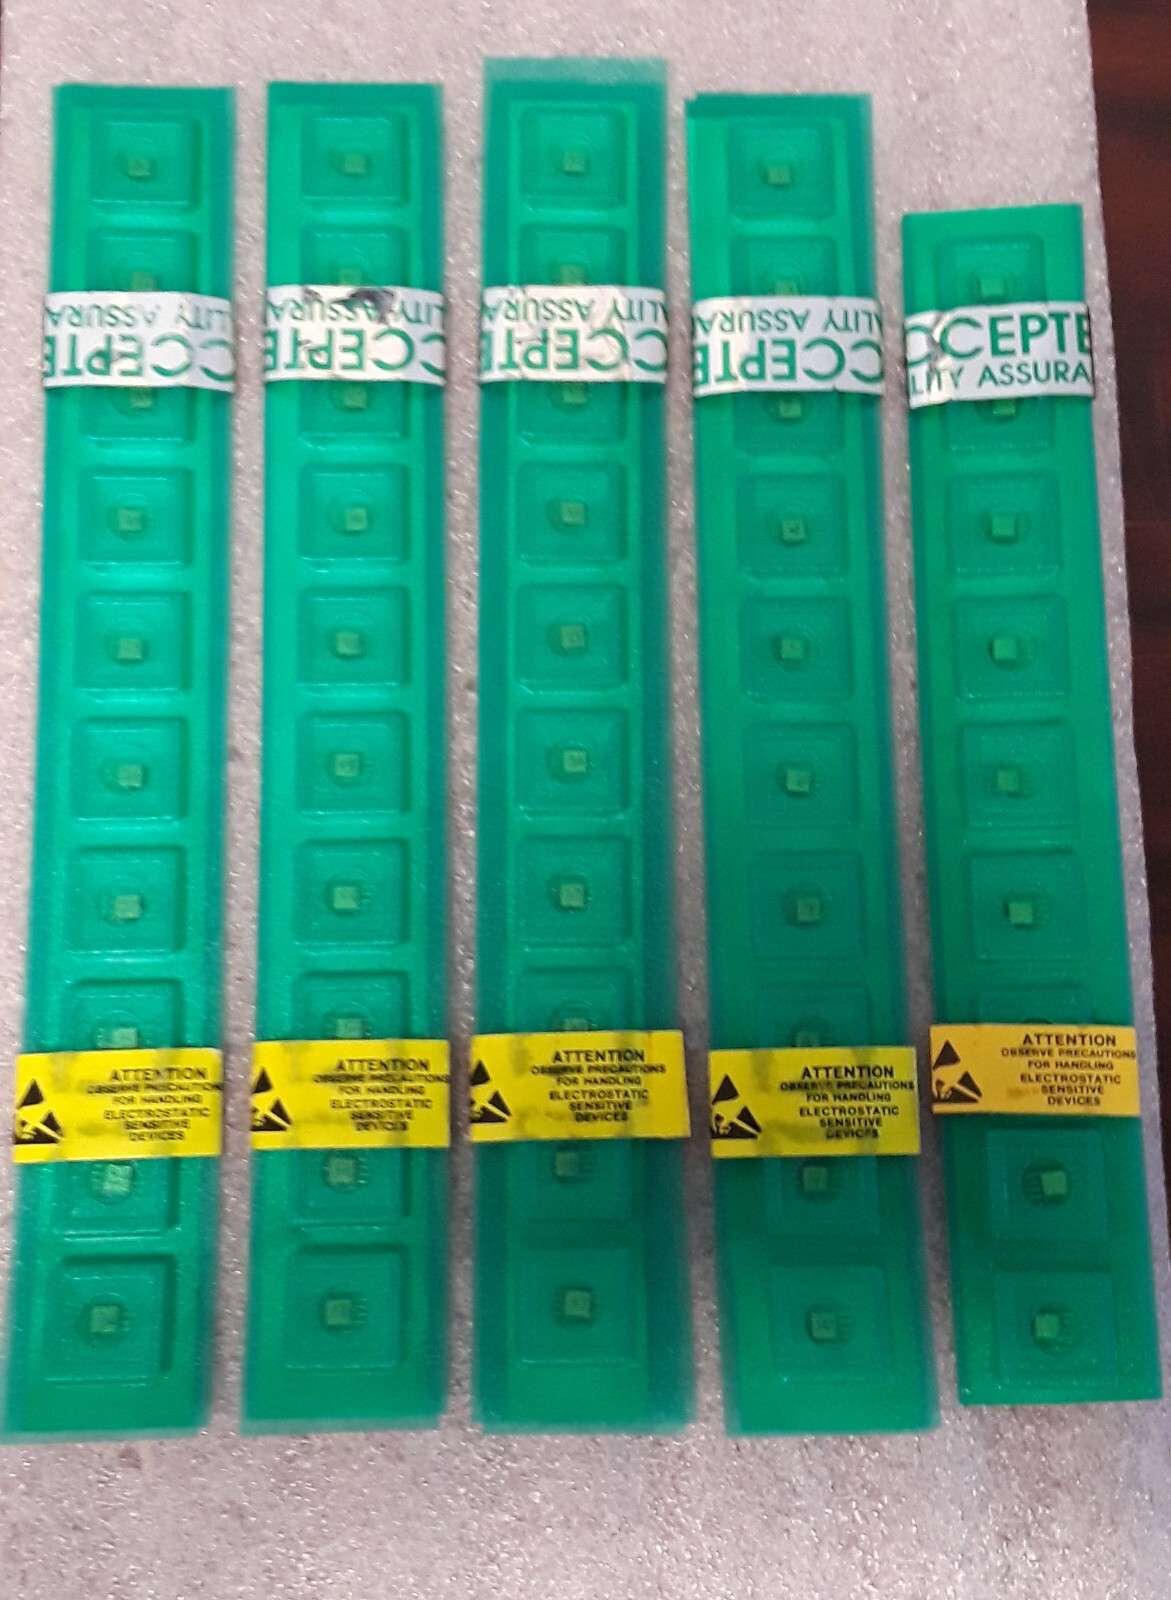 LITY ASSURA
CCEPTE
LITY ASSURA
CCEPTE
ALITY ASSURA
CCEPTE
ALITY ASSURA
CCEPTE
CCEPTE
LITY ASSURA
ATTENTION
OBSERVE PRECAUTIONS
FOR HANDLING
ELECTROSTATIC
SENSITIVE
DEVICES
ATTENTION
OBSERVE PRECAUTIONS
FOR HANDLING
ELECTROSTATIC
SENSITIVE
DEVICES
ATTENTION
OBSERVE PRECAUTIONS
FOR HANDLING
ELECTROSTATIC
SENSITIVE
DEVICES
ATTENTION
OBSERVE PRECAUTIONS
FOR HANDLING
ELECTROSTATIC
SENSITIVE
DEVICES
ATTENTION
OBSERVE PRECAUTIONS
FOR HANDLING
ELECTROSTATIC
SENSITIVE
DEVICES